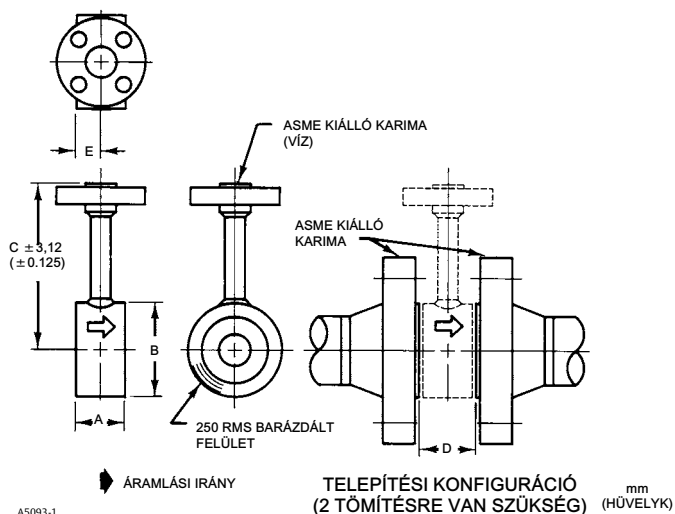 E
ASME KIÁLLÓ KARIMA
(VÍZ)
C ±3,12
(±0.125)
ASME KIÁLLÓ
KARIMA
B
A
D
250 RMS BARÁZDÁLT
FELÜLET
ÁRAMLÁSI IRÁNY
TELEPÍTÉSI KONFIGURÁCIÓ
(2 TÖMÍTÉSRE VAN SZÜKSÉG)
mm
(HÜVELYK)
A5093-1